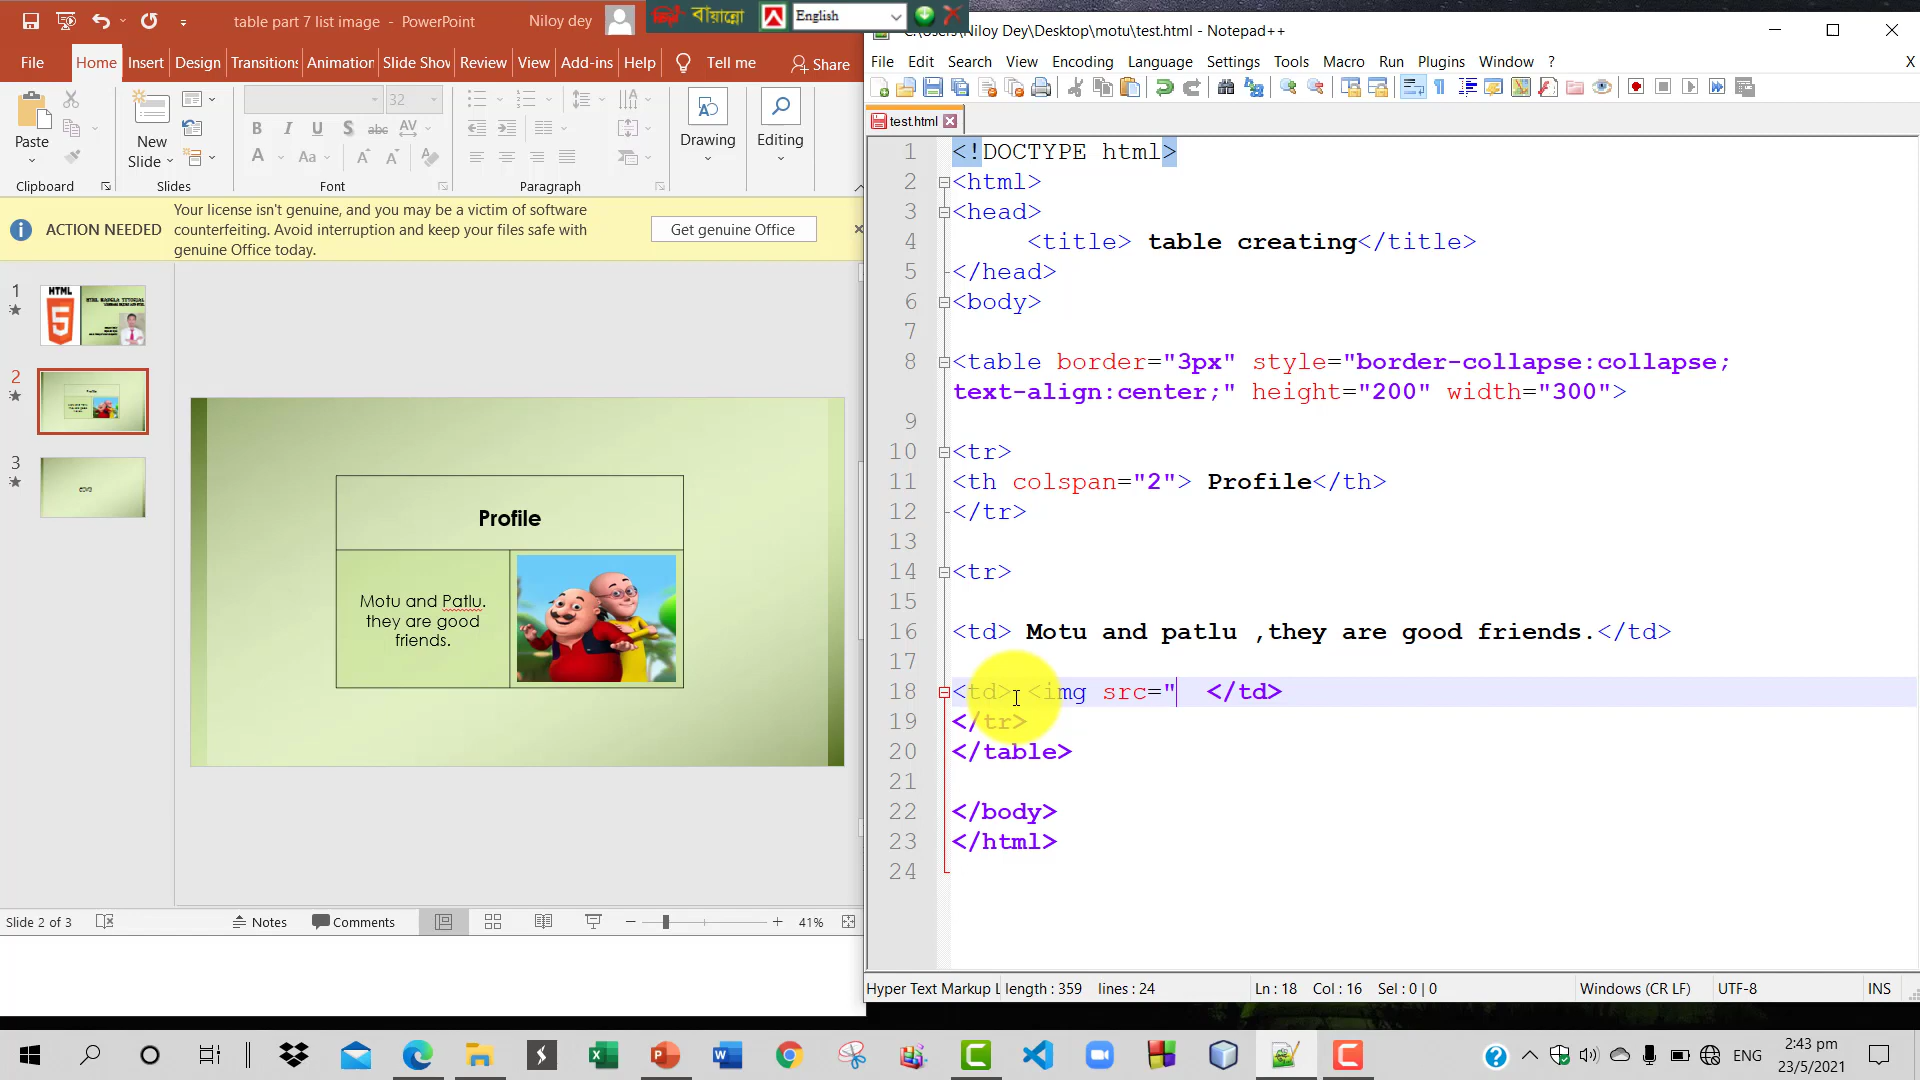 table part 7 list image - PowerPoint
Niloy dey
বায়ান্নো
English
File Home Insert Design Transitions Animation Slide Show Review View Add-ins Help Tell me Share
Paste
New Slide
32
Drawing
Editing
Clipboard Slides Font Paragraph
ACTION NEEDED
Your license isn't genuine, and you may be a victim of software
counterfeiting. Avoid interruption and keep your files safe with
genuine Office today.
Get genuine Office
1
HTML
5
2
3
Profile
Motu and Patlu.
they are good
friends.
Slide 2 of 3
Notes
Comments
41%
C:\Users\Niloy Dey\Desktop\motu\test.html - Notepad++
File Edit Search View Encoding Language Settings Tools Macro Run Plugins Window ? X
test.html
1 <!DOCTYPE html>
2 <html>
3 <head>
4 <title> table creating</title>
5 </head>
6 <body>
7
8 <table border="3px" style="border-collapse:collapse;
text-align:center;" height="200" width="300">
9
10 <tr>
11 <th colspan="2"> Profile</th>
12 </tr>
13
14 <tr>
15
16 <td> Motu and patlu ,they are good friends.</td>
17
18 <td> <img src=" </td>
19 </tr>
20 </table>
21
22 </body>
23 </html>
24
Hyper Text Markup L length : 359 lines : 24 Ln : 18 Col : 16 Sel : 0 | 0 Windows (CR LF) UTF-8 INS
ENG
2:43 pm
23/5/2021